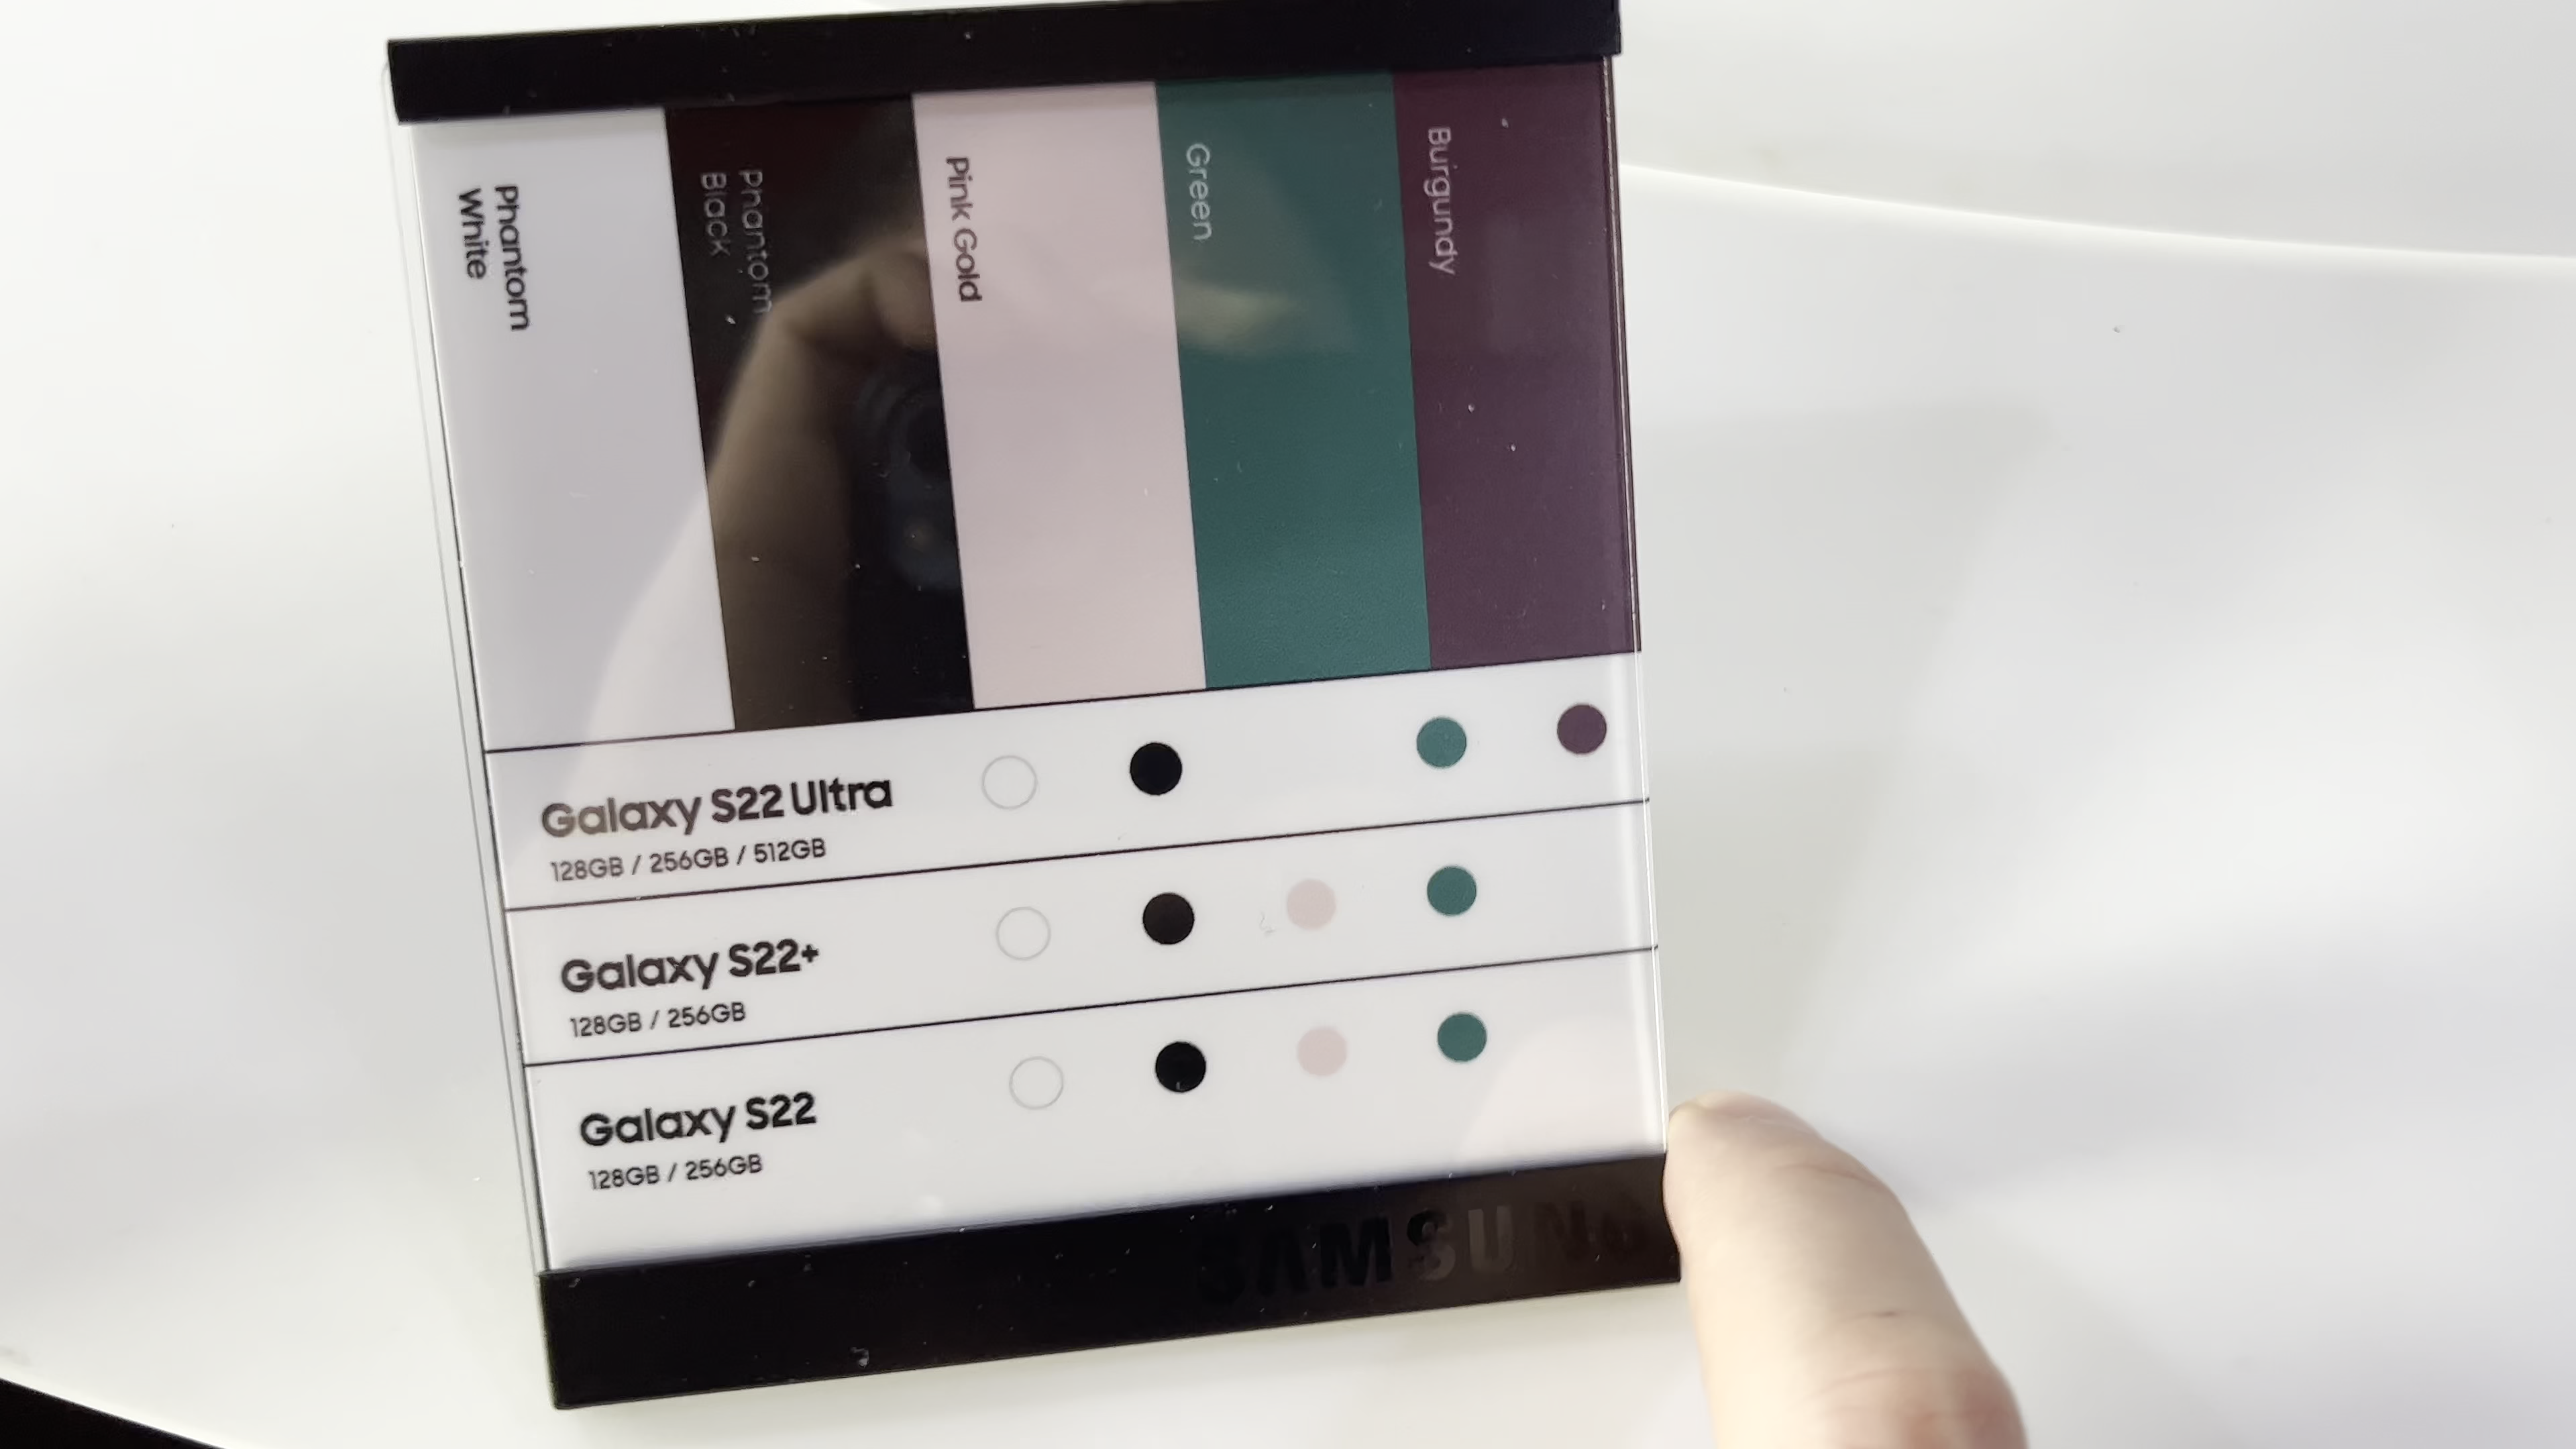 Phantom
White
Phantom
Black
Pink Gold
Green
Burgundy
Galaxy S22 Ultra
128GB / 256GB / 512GB
Galaxy S22+
128GB / 256GB
Galaxy S22
128GB / 256GB
SAMSUNG